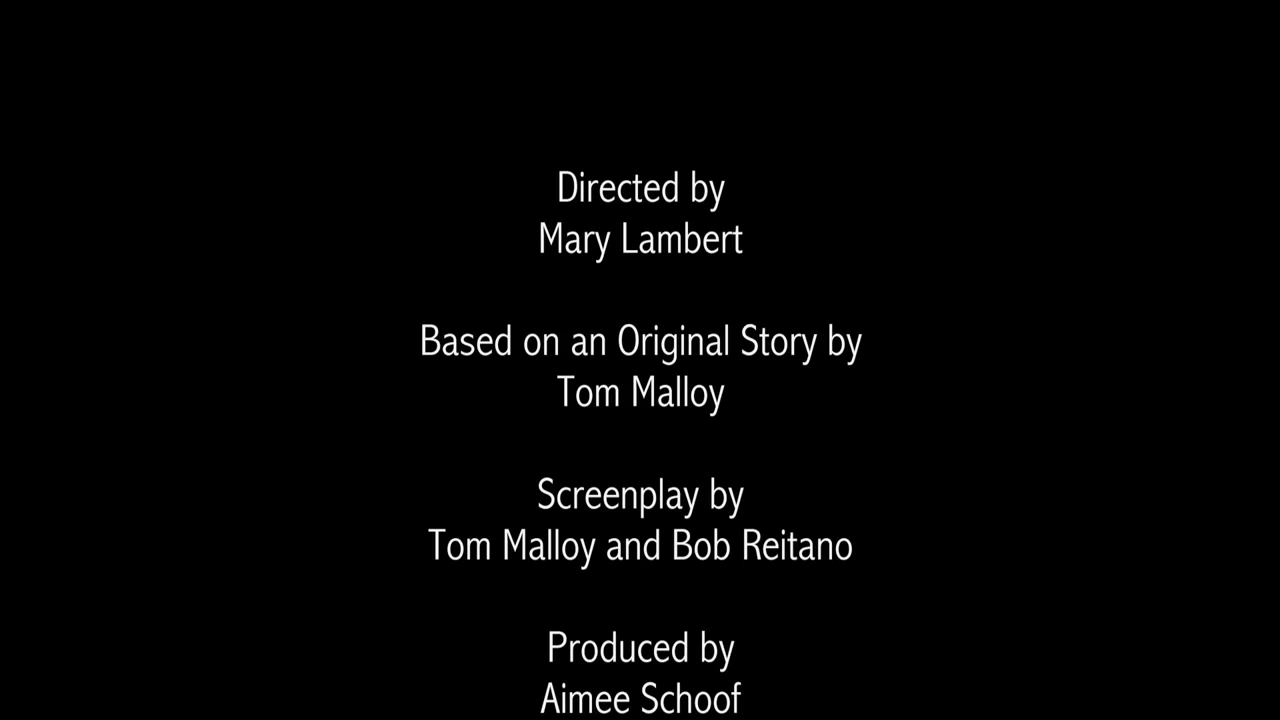 Directed by
Mary Lambert
Based on an Original Story by
Tom Malloy
Screenplay by
Tom Malloy and Bob Reitano
Produced by
Aimee Schoof